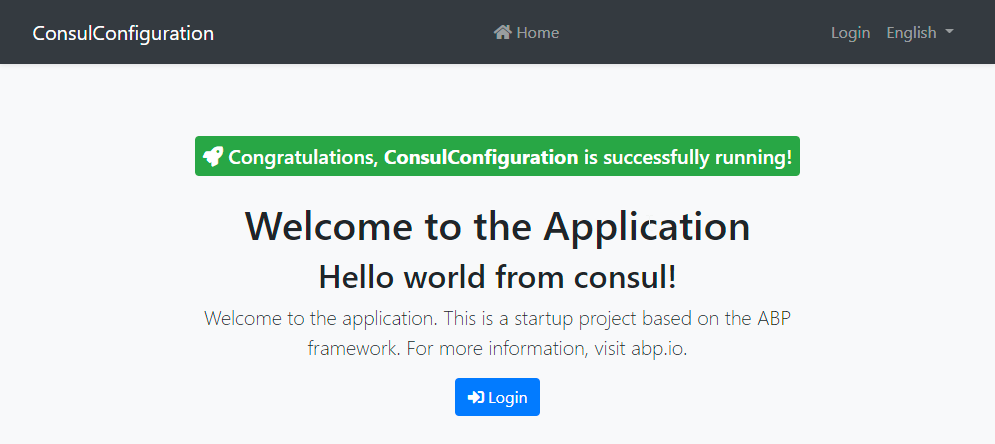 ConsulConfiguration
Home
Login
English
Congratulations, ConsulConfiguration is successfully running!
Welcome to the Application
Hello world from consul!
Welcome to the application. This is a startup project based on the ABP
framework. For more information, visit abp.io.
Login